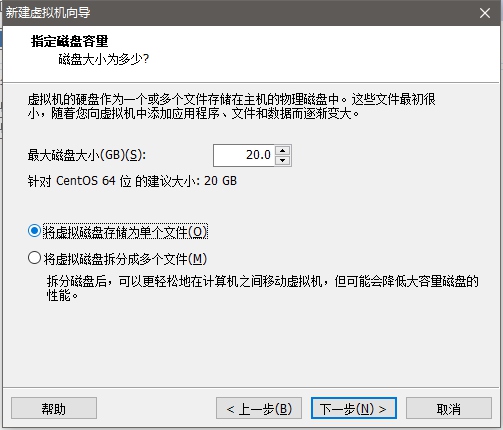 新建虚拟机向导
指定磁盘容量
磁盘大小为多少?
虚拟机的硬盘作为一个或多个文件存储在主机的物理磁盘中。这些文件最初很
小，随着您向虚拟机中添加应用程序、文件和数据而逐渐变大。
最大磁盘大小(GB)(S): 20.0
针对 CentOS 64 位 的建议大小: 20 GB
将虚拟磁盘存储为单个文件(O)
将虚拟磁盘拆分成多个文件(M)
拆分磁盘后，可以更轻松地在计算机之间移动虚拟机，但可能会降低大容量磁盘的
性能。
帮助 < 上一步(B) 下一步(N) > 取消